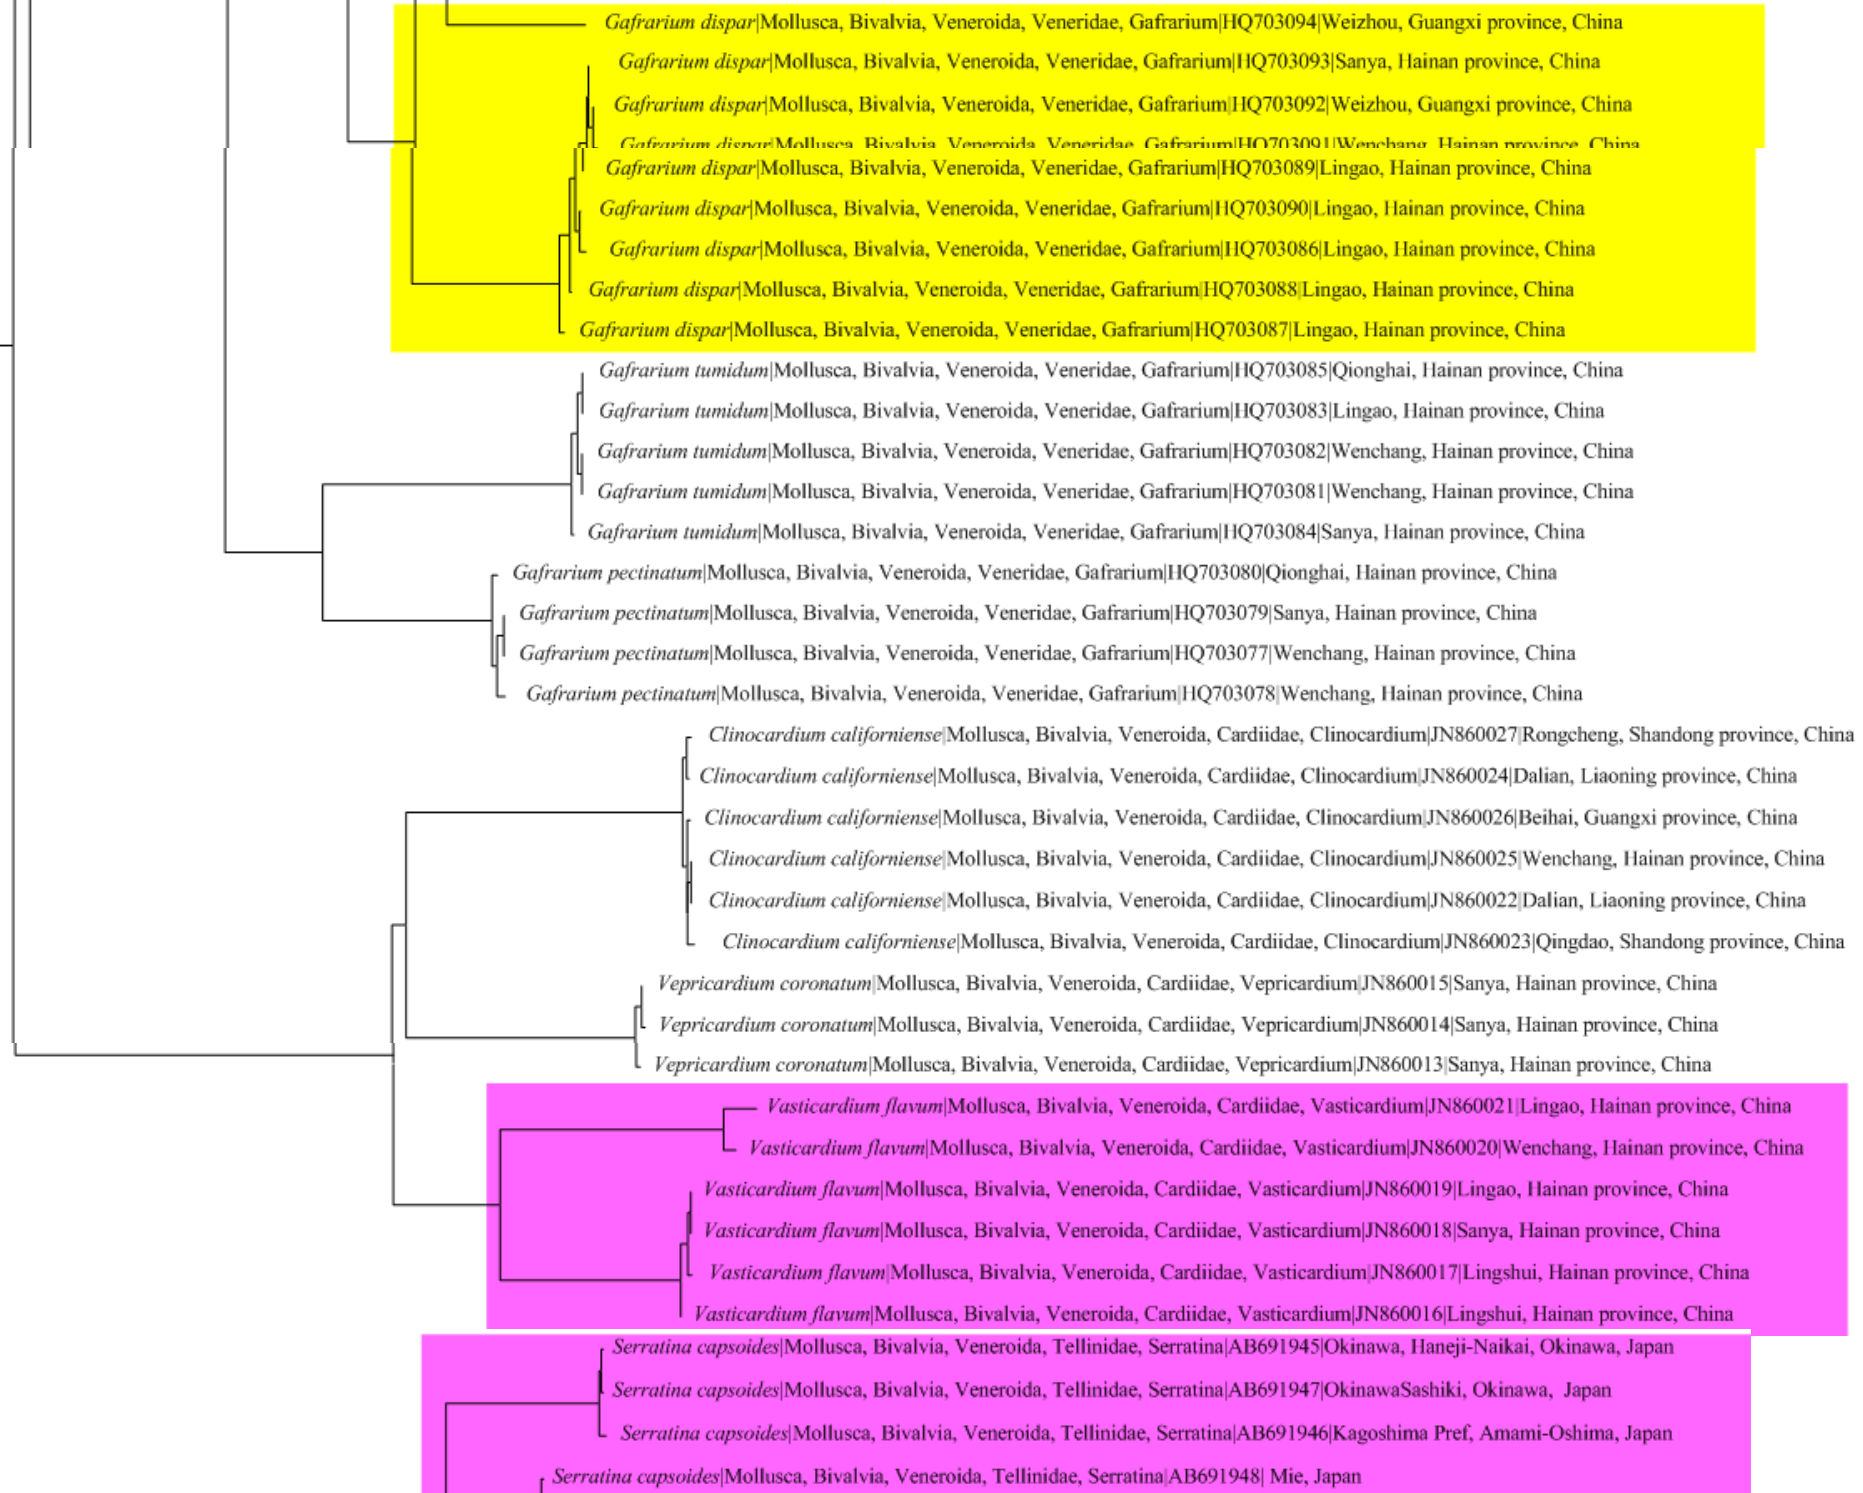 Gafrarium dispar|Mollusca, Bivalvia, Veneroida, Veneridae, Gafrarium|HQ703094|Weizhou, Guangxi province, China
Gafrarium dispar|Mollusca, Bivalvia, Veneroida, Veneridae, Gafrarium|HQ703093|Sanya, Hainan province, China
Gafrarium dispar|Mollusca, Bivalvia, Veneroida, Veneridae, Gafrarium|HQ703092|Weizhou, Guangxi province, China
Gafrarium dispar|Mollusca, Bivalvia, Veneroida, Veneridae, Gafrarium|HQ703091|Wenchang, Hainan province, China
Gafrarium dispar|Mollusca, Bivalvia, Veneroida, Veneridae, Gafrarium|HQ703089|Lingao, Hainan province, China
Gafrarium dispar|Mollusca, Bivalvia, Veneroida, Veneridae, Gafrarium|HQ703090|Lingao, Hainan province, China
Gafrarium dispar|Mollusca, Bivalvia, Veneroida, Veneridae, Gafrarium|HQ703086|Lingao, Hainan province, China
Gafrarium dispar|Mollusca, Bivalvia, Veneroida, Veneridae, Gafrarium|HQ703088|Lingao, Hainan province, China
Gafrarium dispar|Mollusca, Bivalvia, Veneroida, Veneridae, Gafrarium|HQ703087|Lingao, Hainan province, China
Gafrarium tumidum|Mollusca, Bivalvia, Veneroida, Veneridae, Gafrarium|HQ703085|Qionghai, Hainan province, China
Gafrarium tumidum|Mollusca, Bivalvia, Veneroida, Veneridae, Gafrarium|HQ703083|Lingao, Hainan province, China
Gafrarium tumidum|Mollusca, Bivalvia, Veneroida, Veneridae, Gafrarium|HQ703082|Wenchang, Hainan province, China
Gafrarium tumidum|Mollusca, Bivalvia, Veneroida, Veneridae, Gafrarium|HQ703081|Wenchang, Hainan province, China
Gafrarium tumidum|Mollusca, Bivalvia, Veneroida, Veneridae, Gafrarium|HQ703084|Sanya, Hainan province, China
Gafrarium pectinatum|Mollusca, Bivalvia, Veneroida, Veneridae, Gafrarium|HQ703080|Qionghai, Hainan province, China
Gafrarium pectinatum|Mollusca, Bivalvia, Veneroida, Veneridae, Gafrarium|HQ703079|Sanya, Hainan province, China
Gafrarium pectinatum|Mollusca, Bivalvia, Veneroida, Veneridae, Gafrarium|HQ703077|Wenchang, Hainan province, China
Gafrarium pectinatum|Mollusca, Bivalvia, Veneroida, Veneridae, Gafrarium|HQ703078|Wenchang, Hainan province, China
Clinocardium californiense|Mollusca, Bivalvia, Veneroida, Cardiidae, Clinocardium|JN860027|Rongcheng, Shandong province, China
Clinocardium californiense|Mollusca, Bivalvia, Veneroida, Cardiidae, Clinocardium|JN860024|Dalian, Liaoning province, China
Clinocardium californiense|Mollusca, Bivalvia, Veneroida, Cardiidae, Clinocardium|JN860026|Beihai, Guangxi province, China
Clinocardium californiense|Mollusca, Bivalvia, Veneroida, Cardiidae, Clinocardium|JN860025|Wenchang, Hainan province, China
Clinocardium californiense|Mollusca, Bivalvia, Veneroida, Cardiidae, Clinocardium|JN860022|Dalian, Liaoning province, China
Clinocardium californiense|Mollusca, Bivalvia, Veneroida, Cardiidae, Clinocardium|JN860023|Qingdao, Shandong province, China
Vepricardium coronatum|Mollusca, Bivalvia, Veneroida, Cardiidae, Vepricardium|JN860015|Sanya, Hainan province, China
Vepricardium coronatum|Mollusca, Bivalvia, Veneroida, Cardiidae, Vepricardium|JN860014|Sanya, Hainan province, China
Vepricardium coronatum|Mollusca, Bivalvia, Veneroida, Cardiidae, Vepricardium|JN860013|Sanya, Hainan province, China
Vasticardium flavum|Mollusca, Bivalvia, Veneroida, Cardiidae, Vasticardium|JN860021|Lingao, Hainan province, China
Vasticardium flavum|Mollusca, Bivalvia, Veneroida, Cardiidae, Vasticardium|JN860020|Wenchang, Hainan province, China
Vasticardium flavum|Mollusca, Bivalvia, Veneroida, Cardiidae, Vasticardium|JN860019|Lingao, Hainan province, China
Vasticardium flavum|Mollusca, Bivalvia, Veneroida, Cardiidae, Vasticardium|JN860018|Sanya, Hainan province, China
Vasticardium flavum|Mollusca, Bivalvia, Veneroida, Cardiidae, Vasticardium|JN860017|Lingshui, Hainan province, China
Vasticardium flavum|Mollusca, Bivalvia, Veneroida, Cardiidae, Vasticardium|JN860016|Lingshui, Hainan province, China
Serratina capsoides|Mollusca, Bivalvia, Veneroida, Tellinidae, Serratina|AB691945|Okinawa, Haneji-Naikai, Okinawa, Japan
Serratina capsoides|Mollusca, Bivalvia, Veneroida, Tellinidae, Serratina|AB691947|OkinawaSashiki, Okinawa, Japan
Serratina capsoides|Mollusca, Bivalvia, Veneroida, Tellinidae, Serratina|AB691946|Kagoshima Pref, Amami-Oshima, Japan
Serratina capsoides|Mollusca, Bivalvia, Veneroida, Tellinidae, Serratina|AB691948| Mie, Japan